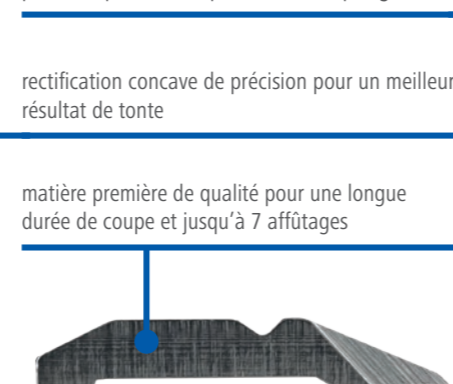 rectification concave de précision pour un meilleur
résultat de tonte
matière première de qualité pour une longue
durée de coupe et jusqu'à 7 affûtages